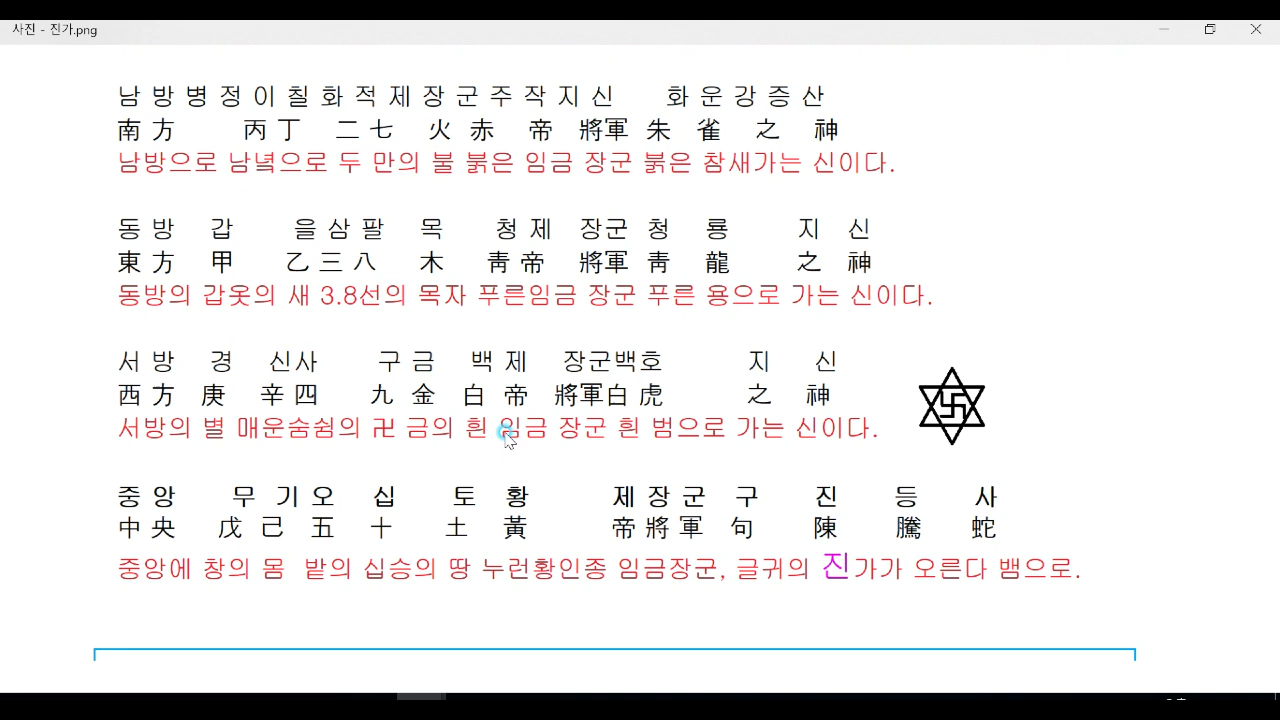 사진 - 진가.png
남 방 병 정 이 칠 화 적 제 장 군 주 작 지 신 화 운 강 증 산
南 方 丙 丁 二 七 火 赤 帝 將軍 朱 雀 之 神
남방으로 남녘으로 두 만의 불 붉은 임금 장군 붉은 참새가는 신이다.
동 방 갑 을 삼 팔 목 청 제 장군 청 룡 지 신
東 方 甲 乙 三 八 木 靑 帝 將軍 靑 龍 之 神
동방의 갑옷의 새 3.8선의 목자 푸른임금 장군 푸른 용으로 가는 신이다.
서 방 경 신사 구 금 백 제 장군백호 지 신
西 方 庚 辛 四 九 金 白 帝 將軍白 虎 之 神
서방의 별 매운숨쉼의 卍 금의 흰 임금 장군 흰 범으로 가는 신이다.
卍
중 앙 무 기 오 십 토 황 제 장 군 구 진 등 사
中 央 戊 己 五 十 土 黃 帝 將 軍 句 陳 騰 蛇
중앙에 창의 몸 밭의 십승의 땅 누런황인종 임금장군, 글귀의 진가가 오른다 뱀으로.